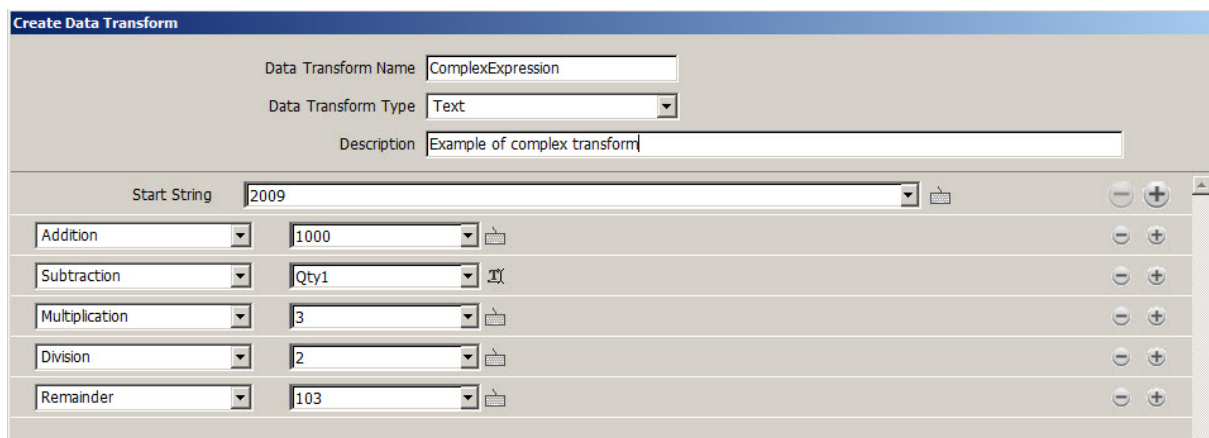 Create Data Transform
Data Transform Name ComplexExpression
Data Transform Type Text
Description Example of complex transform
Start String 2009
Addition 1000
Subtraction Qty1
Multiplication 3
Division 2
Remainder 103